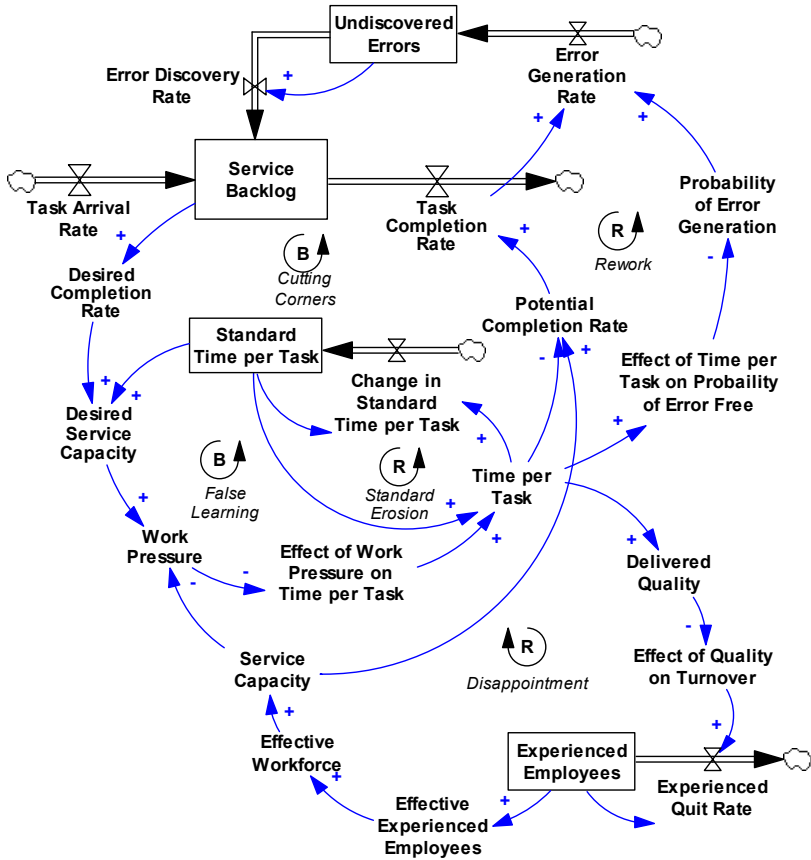 Undiscovered
Errors
Error Discovery
Rate
+
Error
Generation
Rate
+
+
Service
Backlog
Task Arrival
Rate
Task
Completion
Rate
Probability
of Error
Generation
+
Desired
Completion Rate
B
Cutting
Corners
+
R
Rework
-
Potential
Completion Rate
Standard
Time per Task
-
+
Effect of Time per
Task on Probaility
of Error Free
Change in
Standard
Time per Task
+
+
Desired
Service
Capacity
+
+
B
False
Learning
R
Standard
Erosion
Time per
Task
+
+
Work
Pressure
+
-
-
Effect of Work
Pressure on
Time per Task
+
+
Delivered
Quality
-
Service
Capacity
R
Disappointment
Effect of Quality
on Turnover
+
+
Effective
Workforce
Experienced
Employees
Experienced
Quit Rate
+
+
Effective
Experienced
Employees